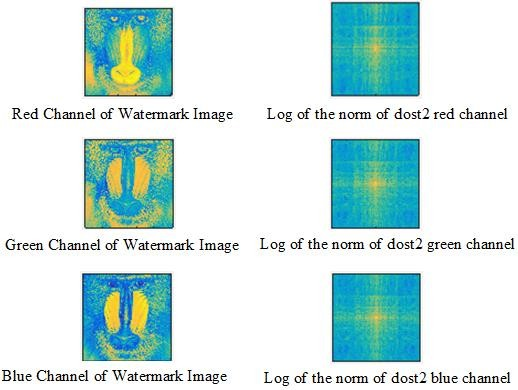 Red Channel of Watermark Image
Log of the norm of dost2 red channel
Green Channel of Watermark Image
Log of the norm of dost2 green channel
Blue Channel of Watermark Image
Log of the norm of dost2 blue channel